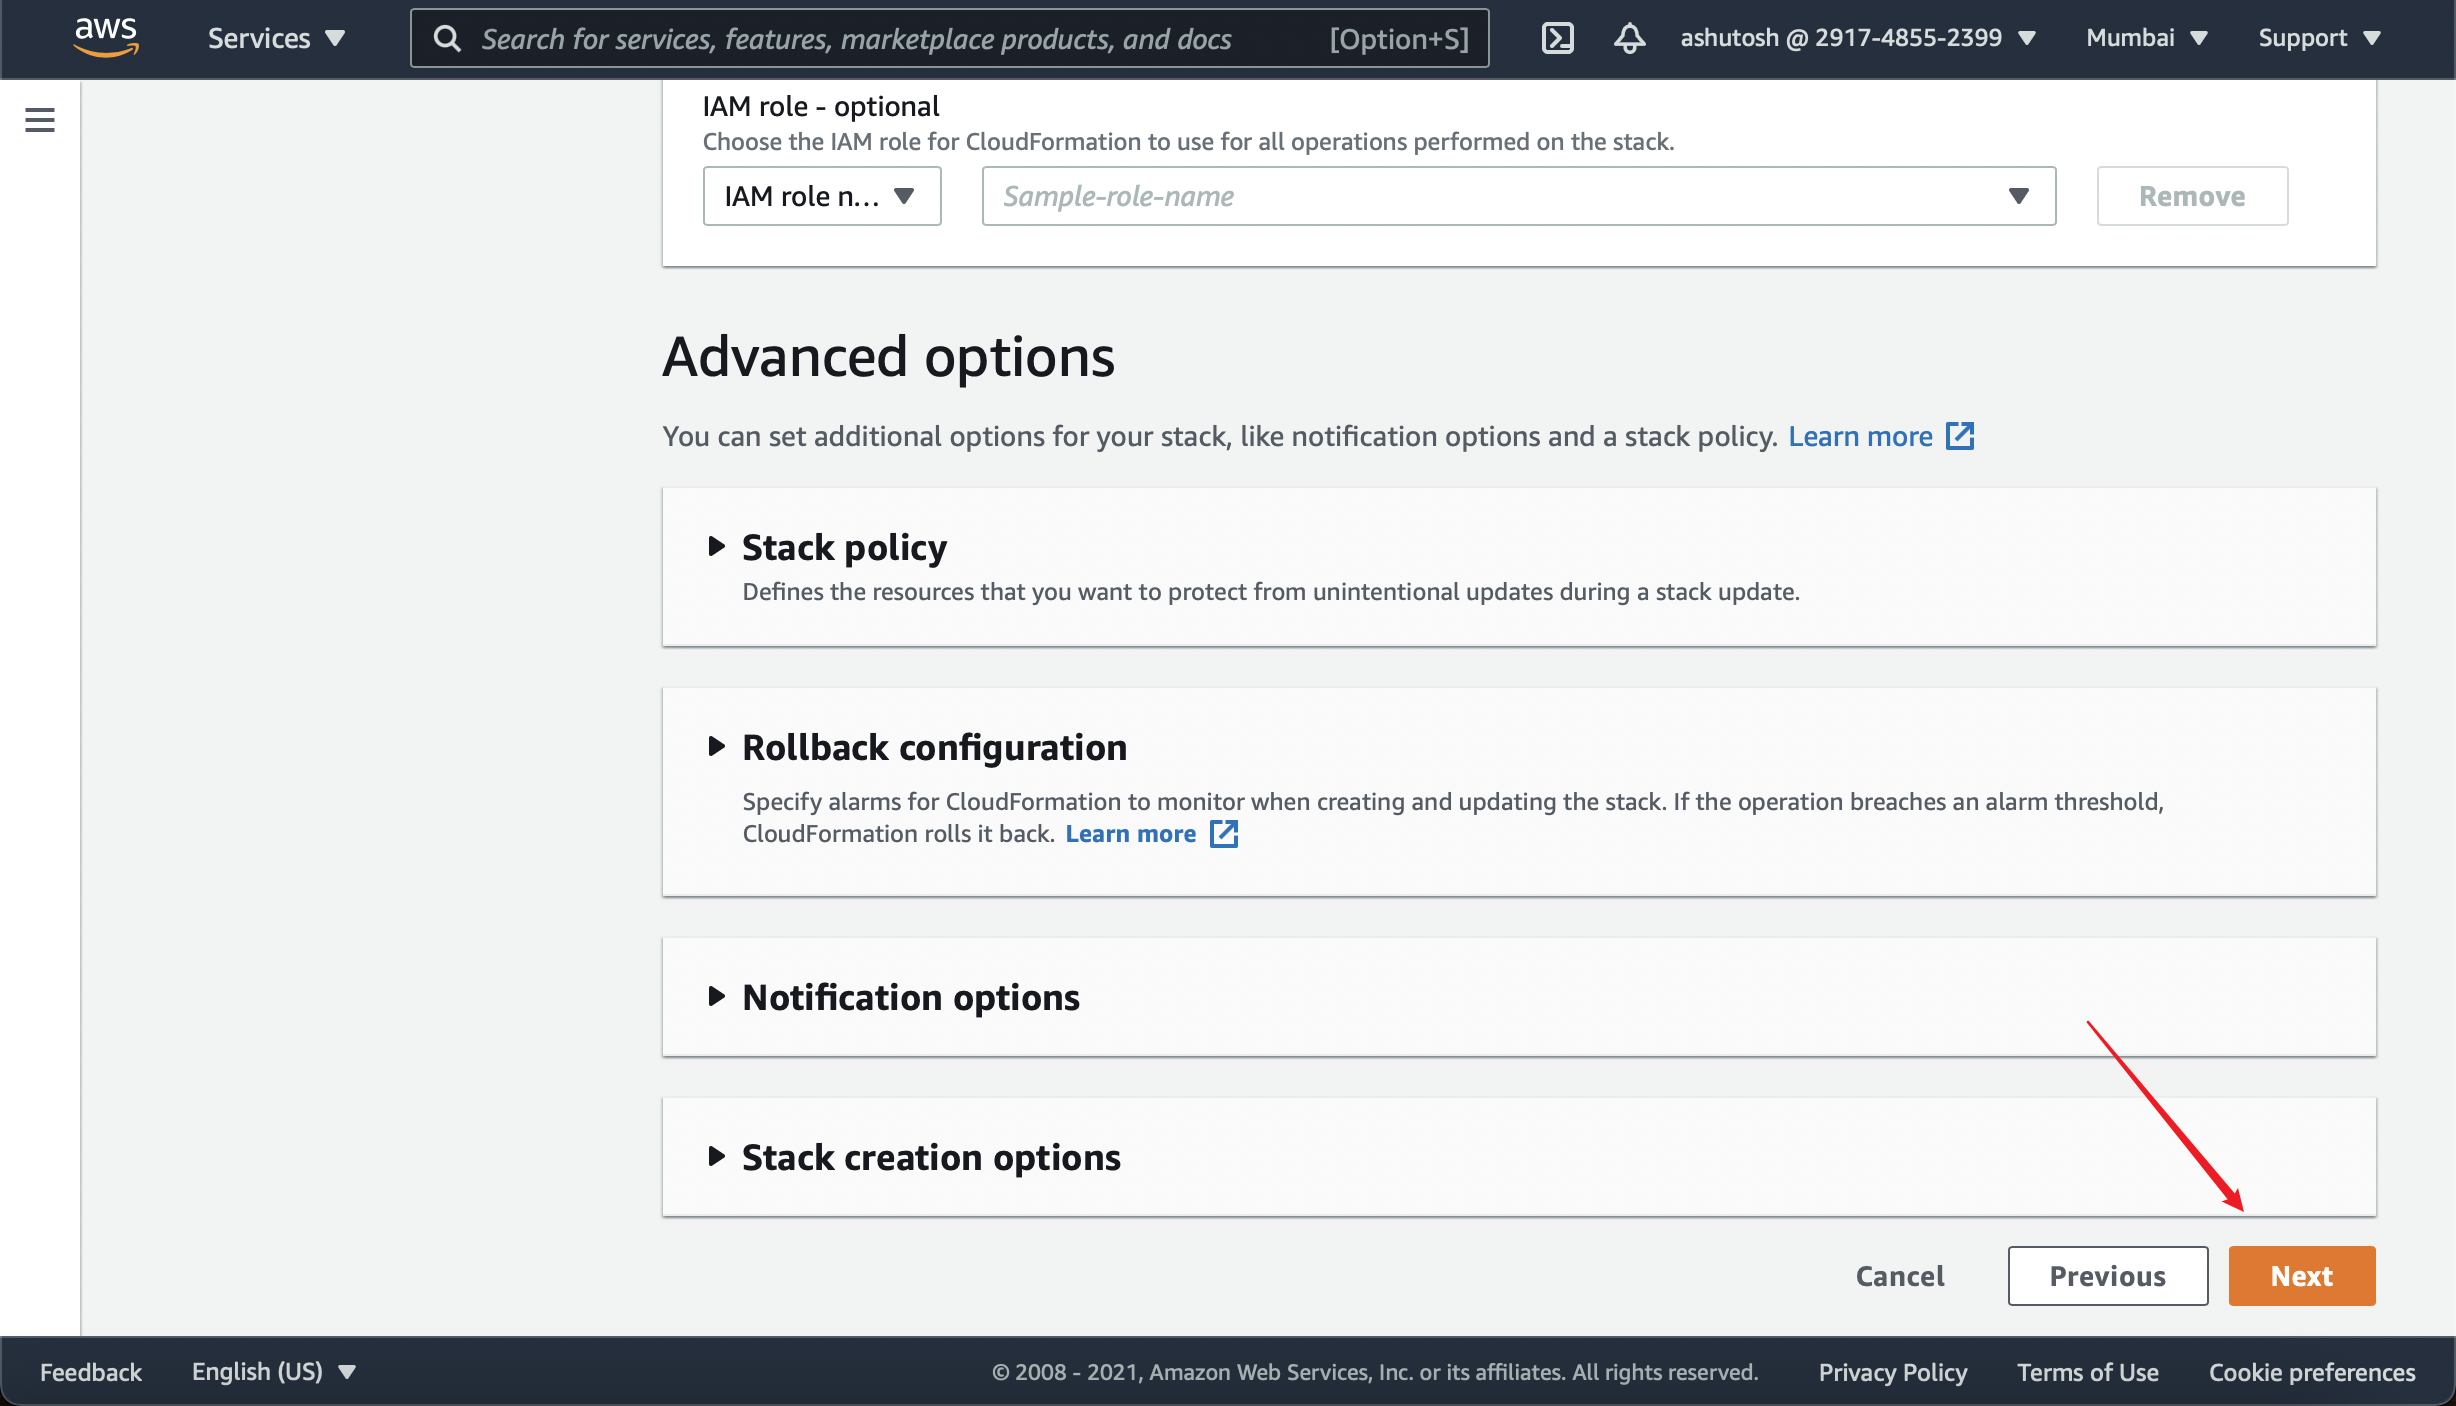 aws
Services
Search for services, features, marketplace products, and docs [Option+S]
ashutosh @ 2917-4855-2399
Mumbai
Support
IAM role - optional
Choose the IAM role for CloudFormation to use for all operations performed on the stack.
IAM role n...
Sample-role-name
Remove
Advanced options
You can set additional options for your stack, like notification options and a stack policy. Learn more
Stack policy
Defines the resources that you want to protect from unintentional updates during a stack update.
Rollback configuration
Specify alarms for CloudFormation to monitor when creating and updating the stack. If the operation breaches an alarm threshold,
CloudFormation rolls it back. Learn more
Notification options
Stack creation options
Cancel
Previous
Next
Feedback
English (US)
© 2008 - 2021, Amazon Web Services, Inc. or its affiliates. All rights reserved.
Privacy Policy
Terms of Use
Cookie preferences